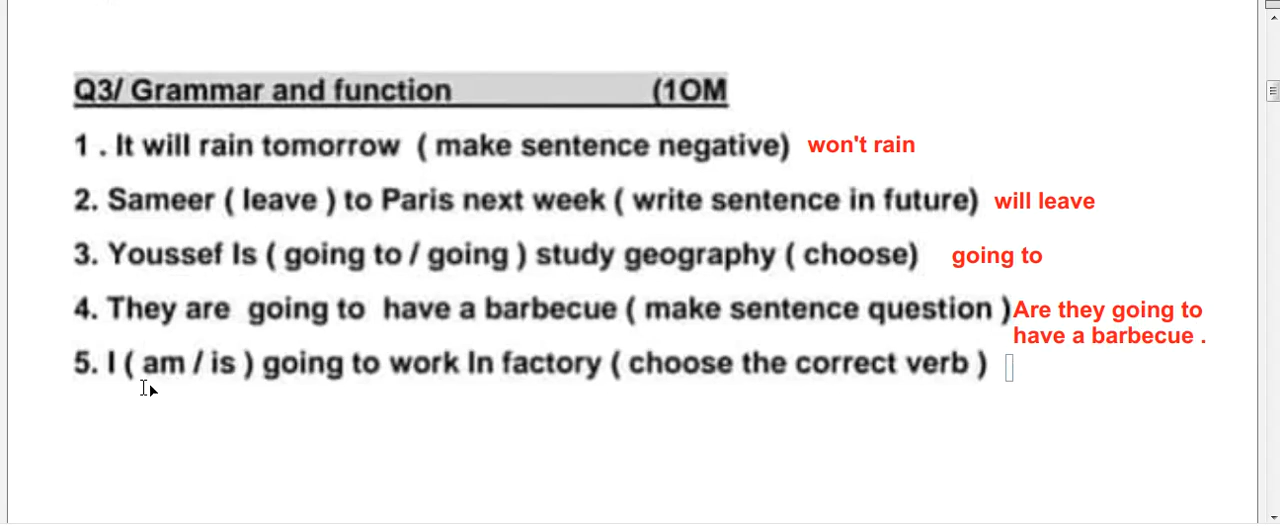 Q3/ Grammar and function (1OM
1 . It will rain tomorrow ( make sentence negative) won't rain
2. Sameer ( leave ) to Paris next week ( write sentence in future) will leave
3. Youssef Is ( going to / going ) study geography ( choose) going to
4. They are going to have a barbecue ( make sentence question ) Are they going to
have a barbecue .
5. I ( am / is ) going to work In factory ( choose the correct verb )